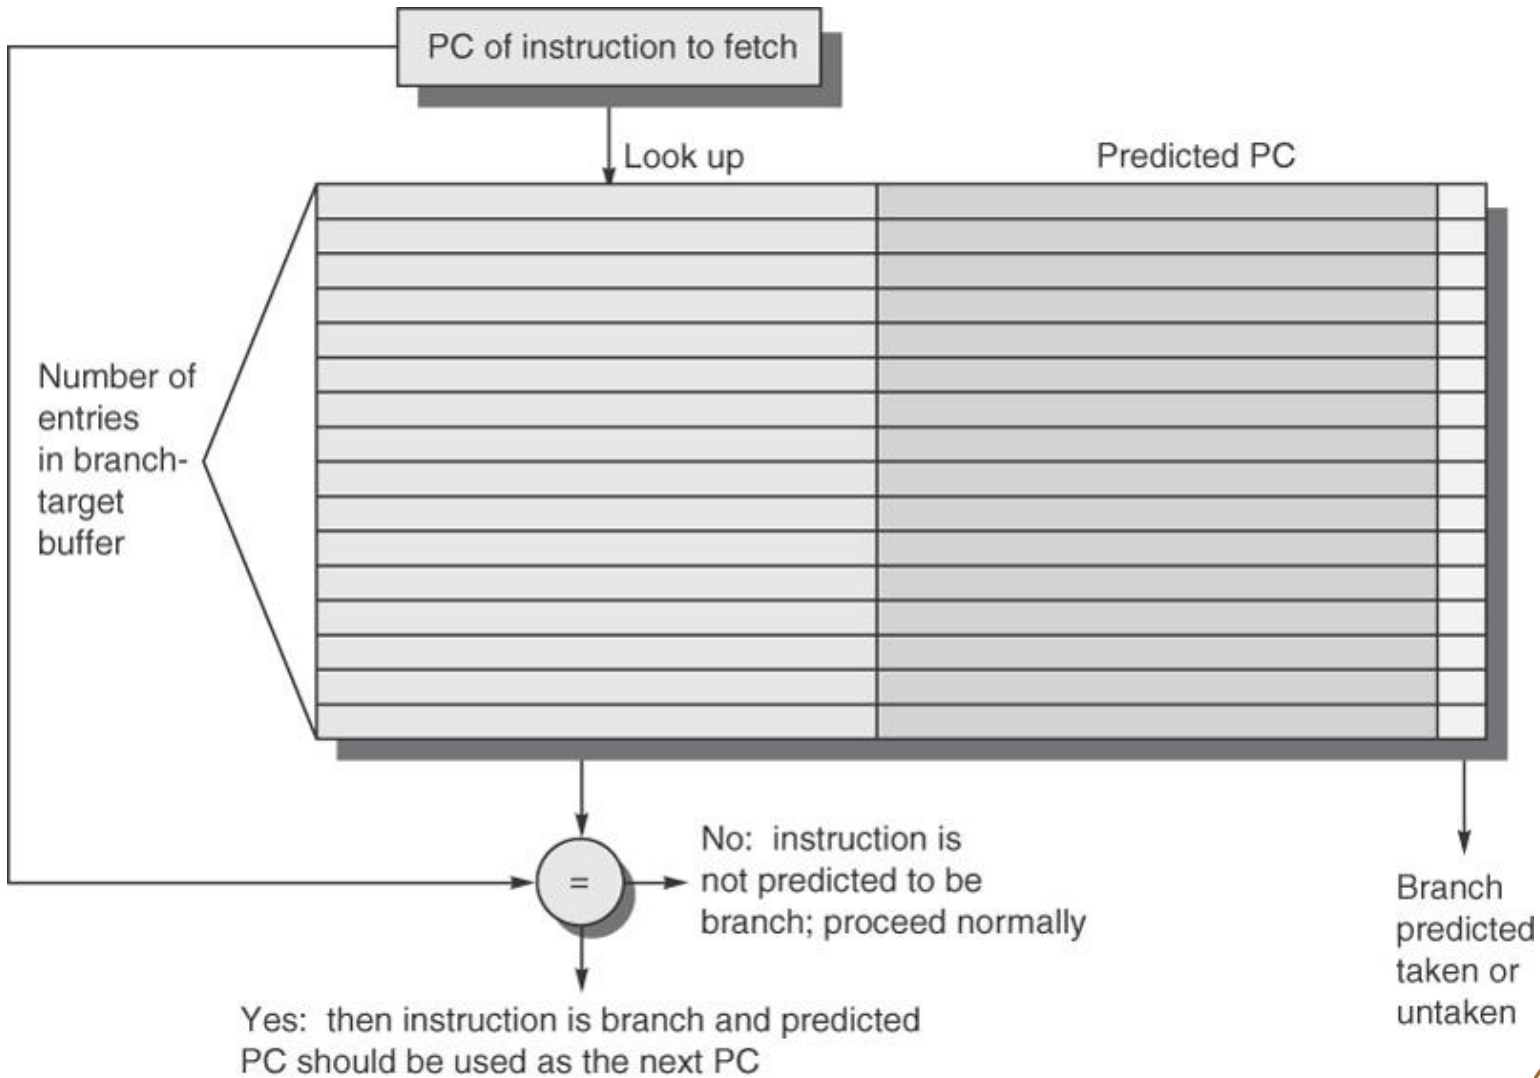 PC of instruction to fetch
Look up
Predicted PC
Number of
entries
in branch-
target
buffer
=
No: instruction is
not predicted to be
branch; proceed normally
Branch
predicted
taken or
untaken
Yes: then instruction is branch and predicted
PC should be used as the next PC